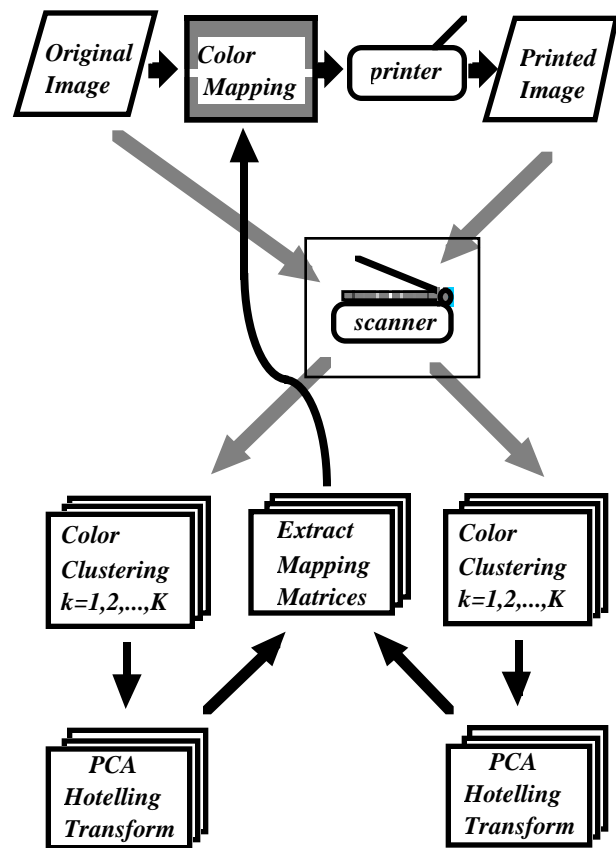 Original
Image
Color
Mapping
printer
Printed
Image
scanner
Color
Clustering
k=1,2,...,K
Extract
Mapping
Matrices
Color
Clustering
k=1,2,...,K
PCA
Hotelling
Transform
PCA
Hotelling
Transform